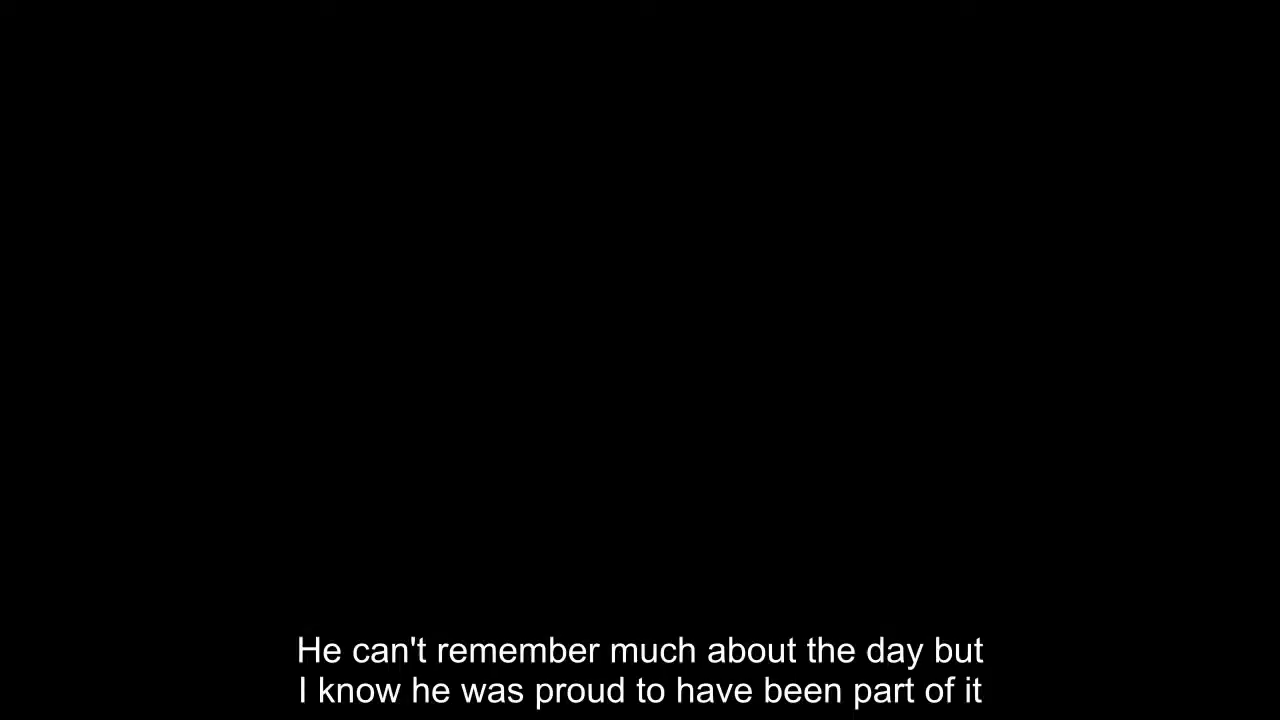 He can't remember much about the day but
I know he was proud to have been part of it